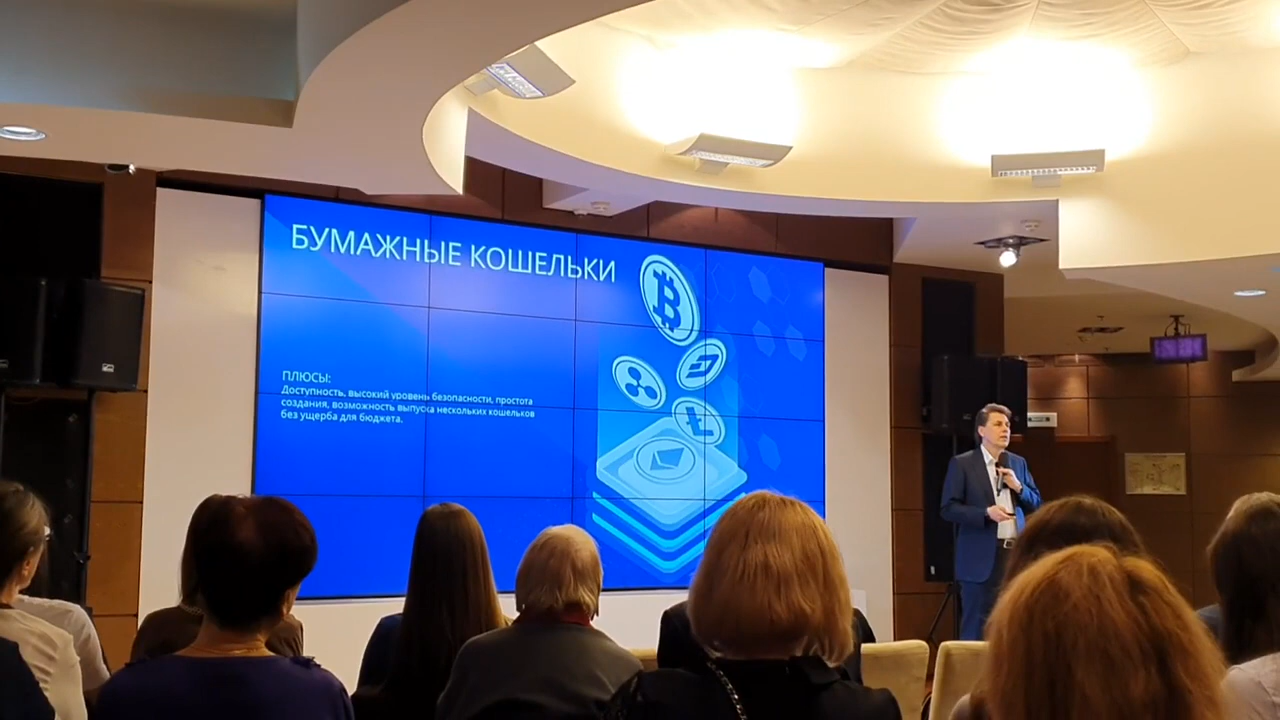 БУМАЖНЫЕ КОШЕЛЬКИ
ПЛЮСЫ:
Доступность, высокий уровень безопасности, простота
создания, возможность выпуска нескольких кошельков
без ущерба для бюджета.